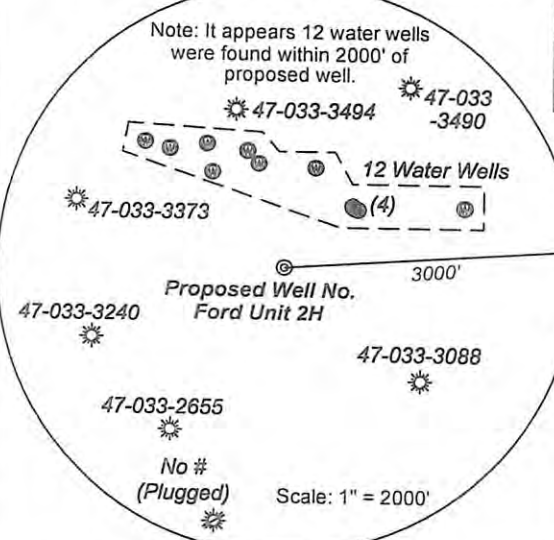 Note: It appears 12 water wells
were found within 2000' of
proposed well.
47-033-3494
47-033
-3490
12 Water Wells
(4)
47-033-3373
3000'
Proposed Well No.
Ford Unit 2H
47-033-3240
47-033-3088
47-033-2655
No #
(Plugged)
Scale: 1" = 2000'